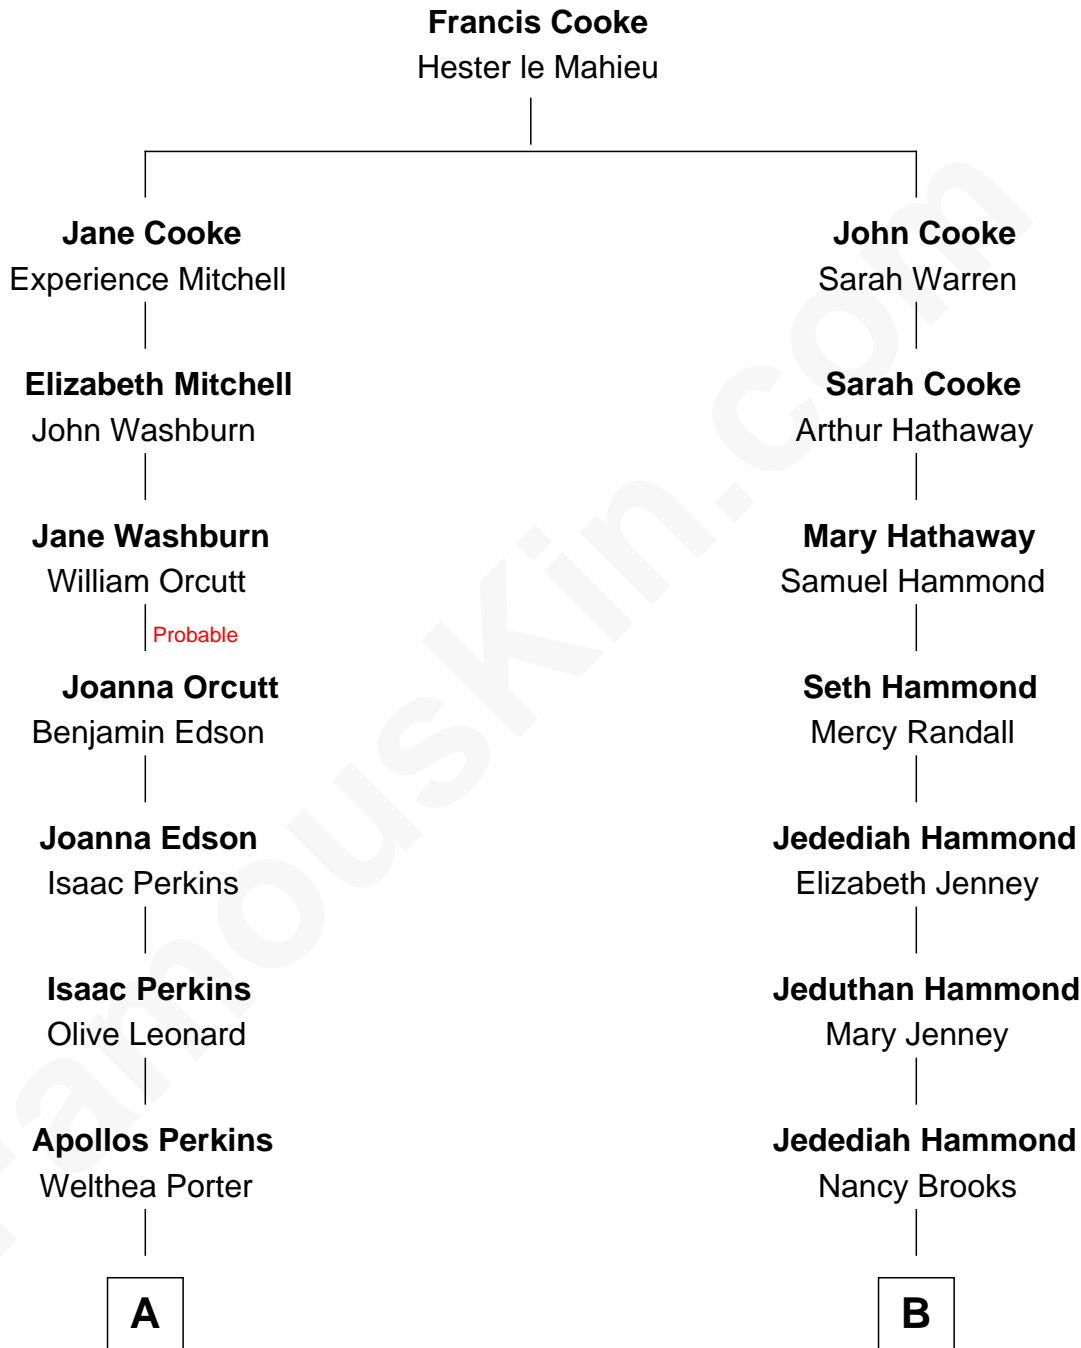 Francis Cooke
Hester le Mahieu
Jane Cooke
Experience Mitchell
John Cooke
Sarah Warren
Elizabeth Mitchell
John Washburn
Sarah Cooke
Arthur Hathaway
Jane Washburn
William Orcutt
Probable
Mary Hathaway
Samuel Hammond
Joanna Orcutt
Benjamin Edson
Seth Hammond
Mercy Randall
Joanna Edson
Isaac Perkins
Jedediah Hammond
Elizabeth Jenney
Isaac Perkins
Olive Leonard
Jeduthan Hammond
Mary Jenney
Apollos Perkins
Welthea Porter
Jedediah Hammond
Nancy Brooks
A
B
FamousKin.com